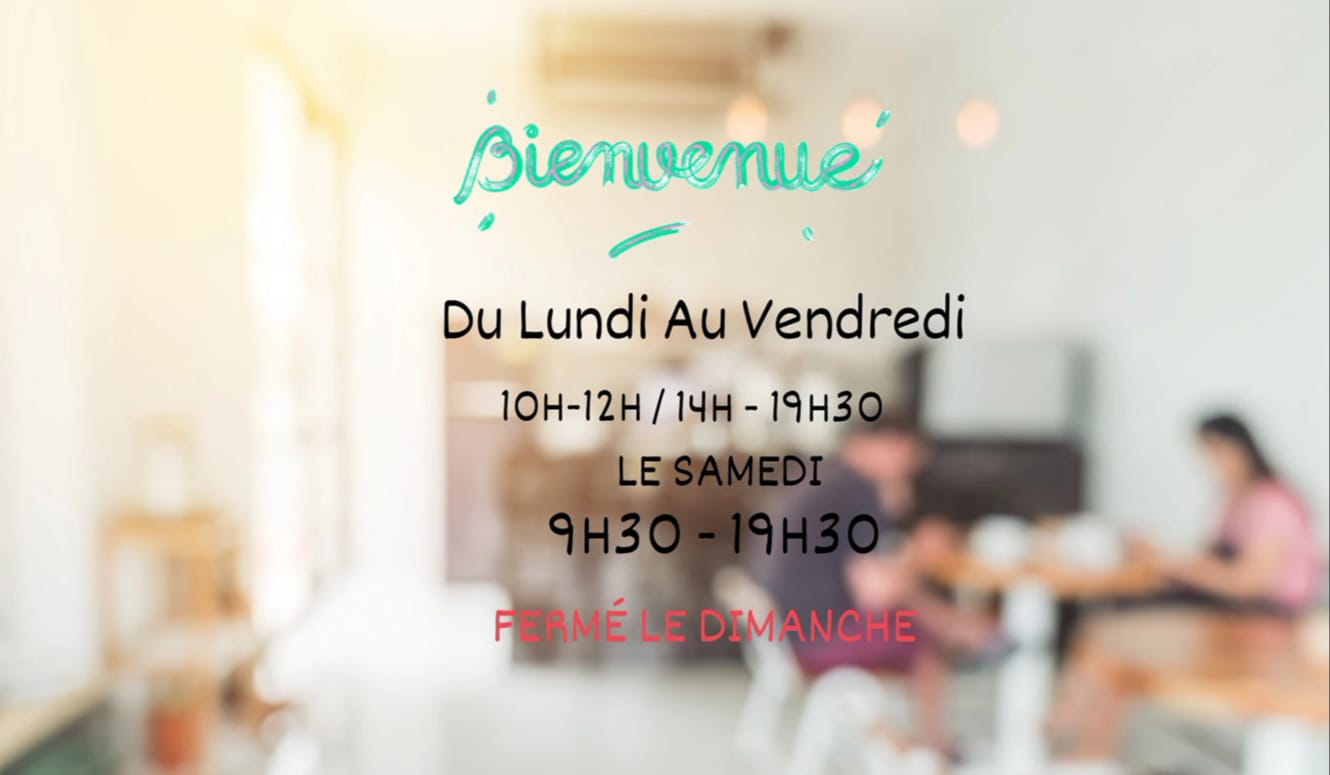 Bienvenue
Du Lundi Au Vendredi
10H-12H / 14H - 19H30
LE SAMEDI
9H30 - 19H30
FERMÉ LE DIMANCHE